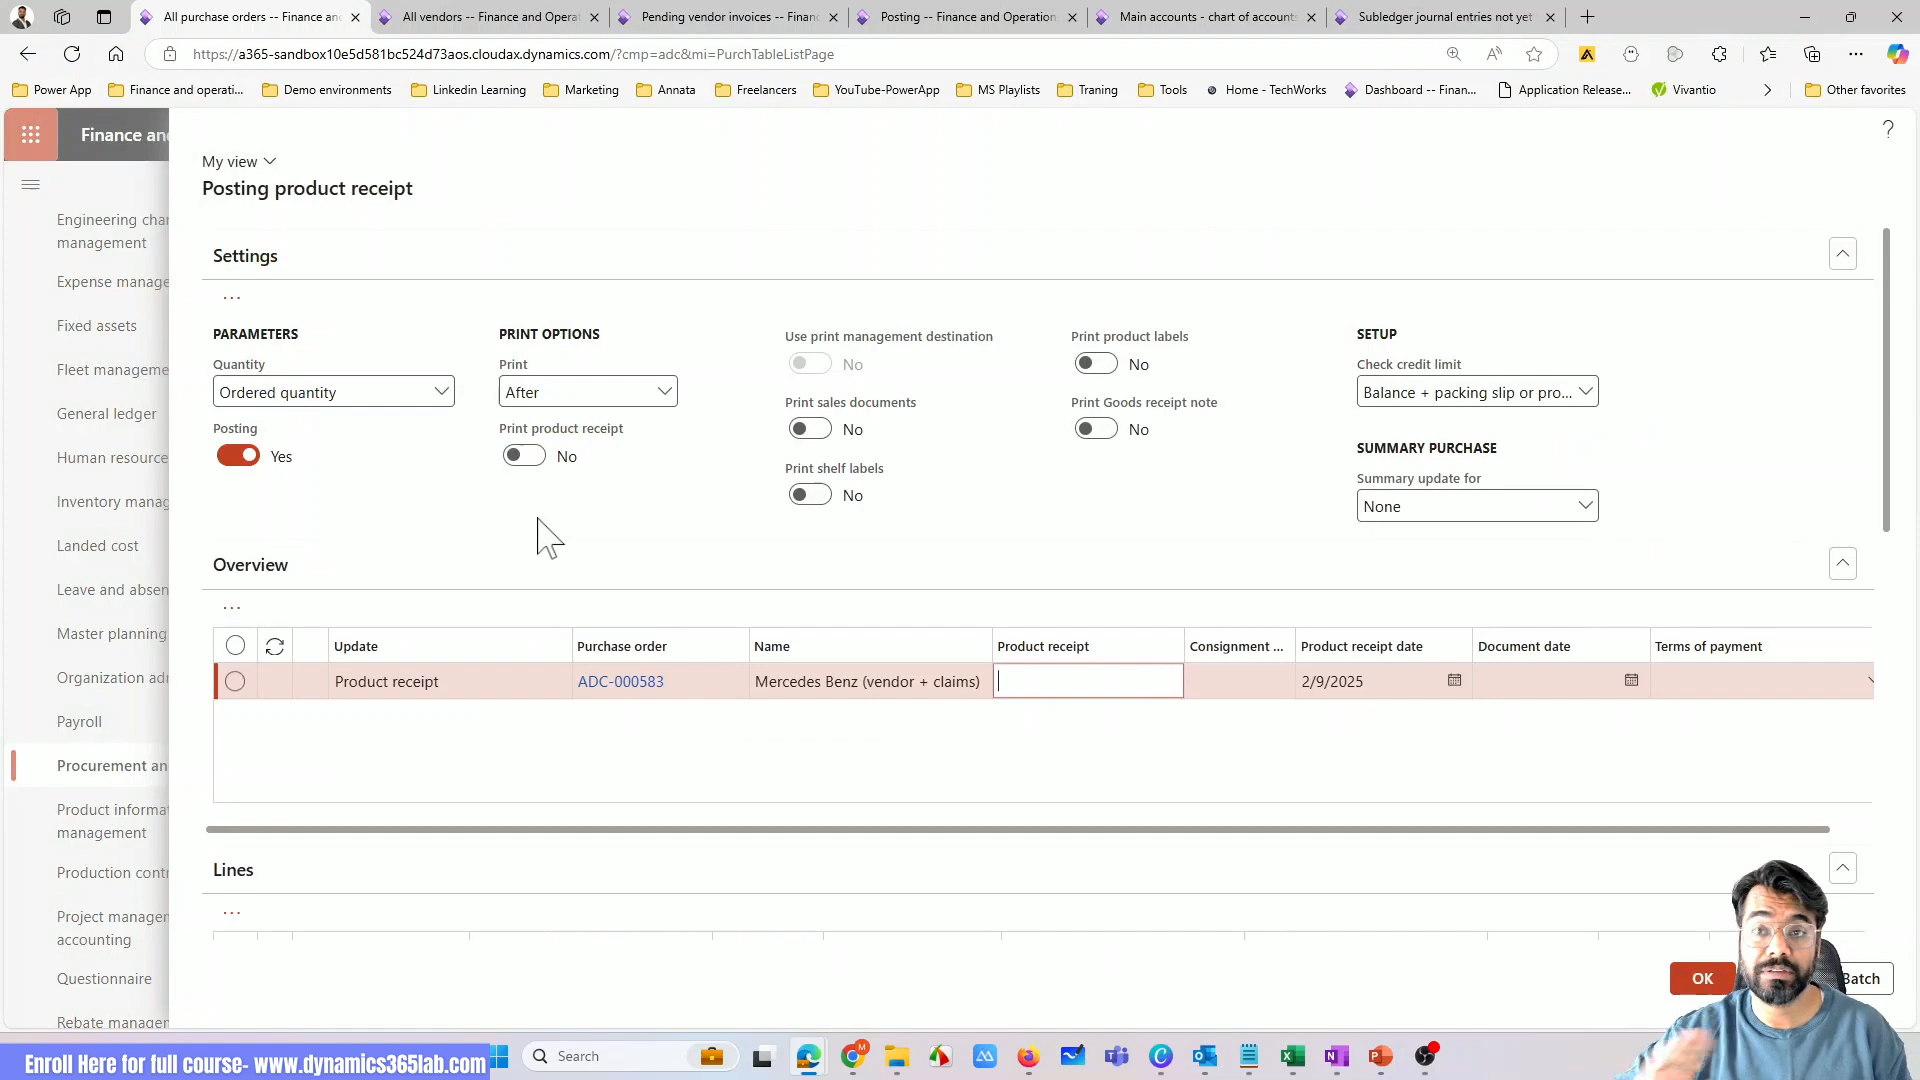 All purchase orders -- Finance an
All vendors -- Finance and Operat
Pending vendor invoices -- Financ
Posting -- Finance and Operation
Main accounts - chart of accounts
Subledger journal entries not yet
https://a365-sandbox10e5d581bc524d73aos.cloudax.dynamics.com/?cmp=adc&mi=PurchTableListPage
Power App
Finance and operati...
Demo environments
Linkedin Learning
Marketing
Annata
Freelancers
YouTube-PowerApp
MS Playlists
Traning
Tools
Home - TechWorks
Dashboard -- Finan...
Application Release...
Vivantio
Other favorites
Finance an
?
My view
Posting product receipt
Engineering chan
management
Expense manage
Fixed assets
Fleet manageme
General ledger
Human resource
Inventory manag
Landed cost
Leave and absen
Master planning
Organization adm
Payroll
Procurement an
Product informat
management
Production contr
Project managen
accounting
Questionnaire
Rebate managen
Settings
...
PARAMETERS
Quantity
Ordered quantity
Posting
Yes
PRINT OPTIONS
Print
After
Print product receipt
No
Use print management destination
No
Print sales documents
No
Print shelf labels
No
Print product labels
No
Print Goods receipt note
No
SETUP
Check credit limit
Balance + packing slip or pro...
SUMMARY PURCHASE
Summary update for
None
Overview
...
Update Purchase order Name Product receipt Consignment ... Product receipt date Document date Terms of payment
Product receipt ADC-000583 Mercedes Benz (vendor + claims) 2/9/2025
Lines
...
OK
Batch
Enroll Here for full course- www.dynamics365lab.com
Search